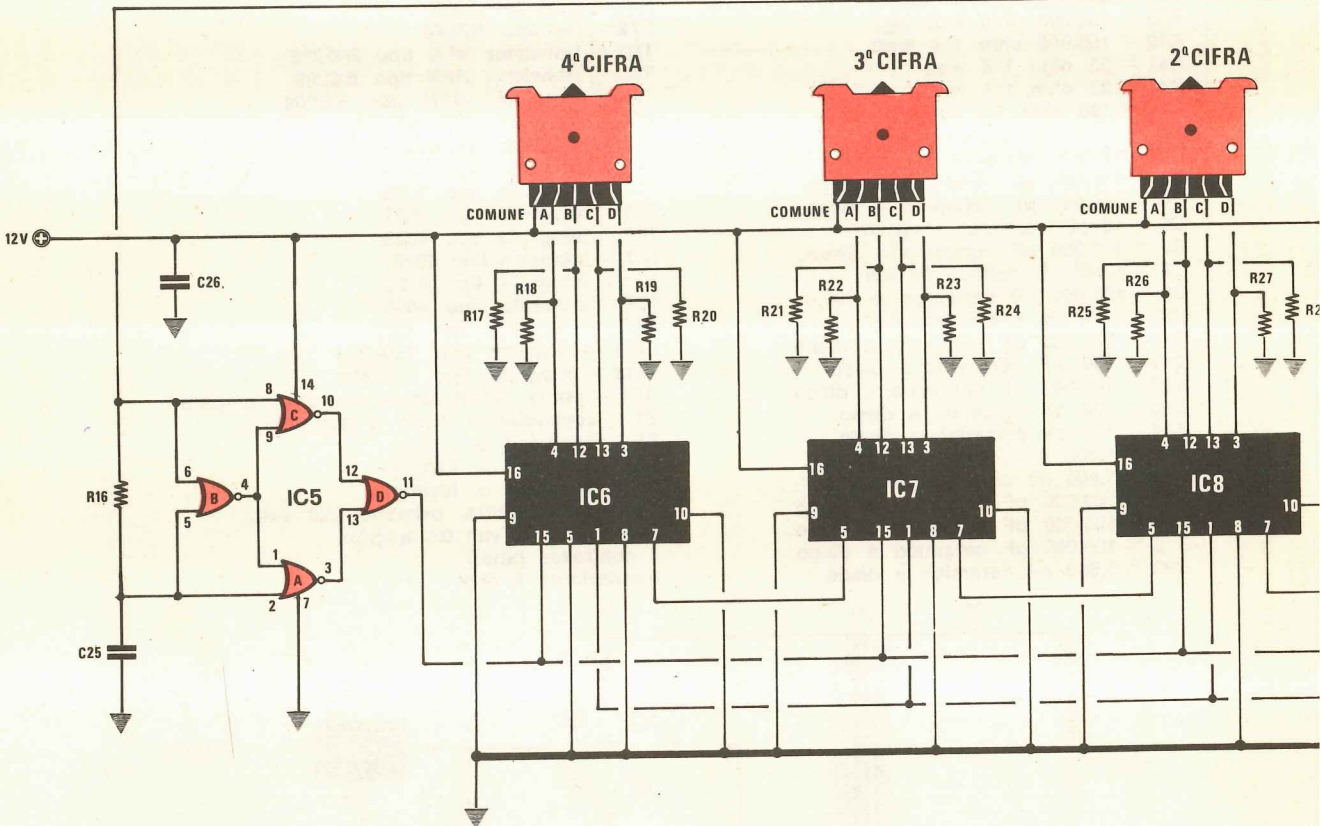 4ª CIFRA
3ª CIFRA
2ª CIFRA
COMUNE A B C D
COMUNE A B C D
COMUNE A B C D
12V
C26
R17
R18
R19
R20
R21
R22
R23
R24
R25
R26
R27
8
14
C
10
9
6
B
4
5
R16
IC5
12
D
11
13
1
A
3
2
7
C25
4 12 13 3
16
IC6
9
10
15 5 1 8 7
4 12 13 3
16
IC7
9
10
5 15 1 8 7
4 12 13 3
16
IC8
9
10
5 15 1 8 7